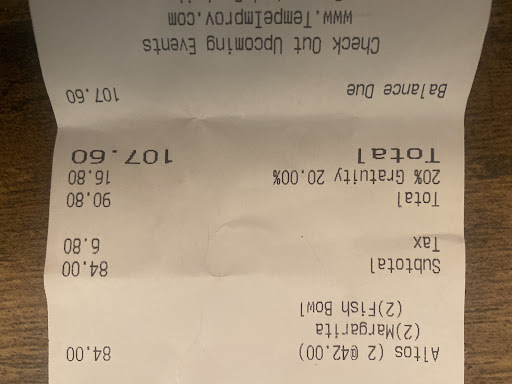 Altos (2 @42.00) 84.00
(2)Margarita
(2)Fish Bowl
Subtotal 84.00
Tax 6.80
Total 90.80
20% Gratuity 20.00% 16.80
Total 107.60
Balance Due 107.60
Check Out Upcoming Events
www.TempeImprov.com